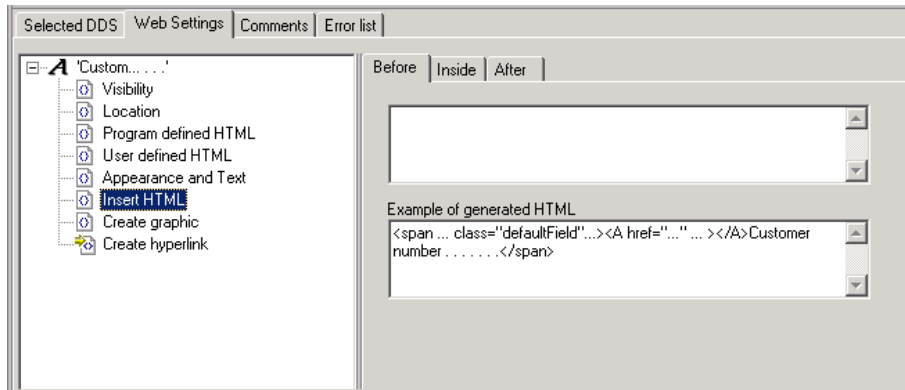 Selected DDS Web Settings Comments Error list
A 'Custom... . . .'
Visibility
Location
Program defined HTML
User defined HTML
Appearance and Text
Insert HTML
Create graphic
Create hyperlink
Before Inside After
Example of generated HTML
<span ... class="defaultField"...><A href="..." ... ></A>Customer
number . . . . . . .</span>